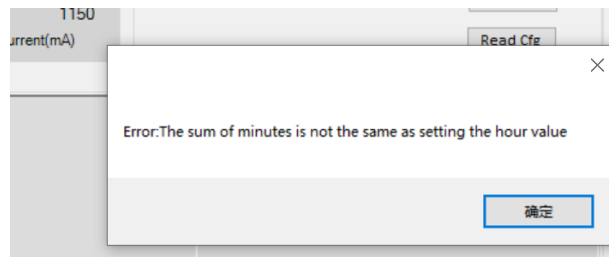 1150
urrent(mA)
Read Cfg
Error:The sum of minutes is not the same as setting the hour value
确定